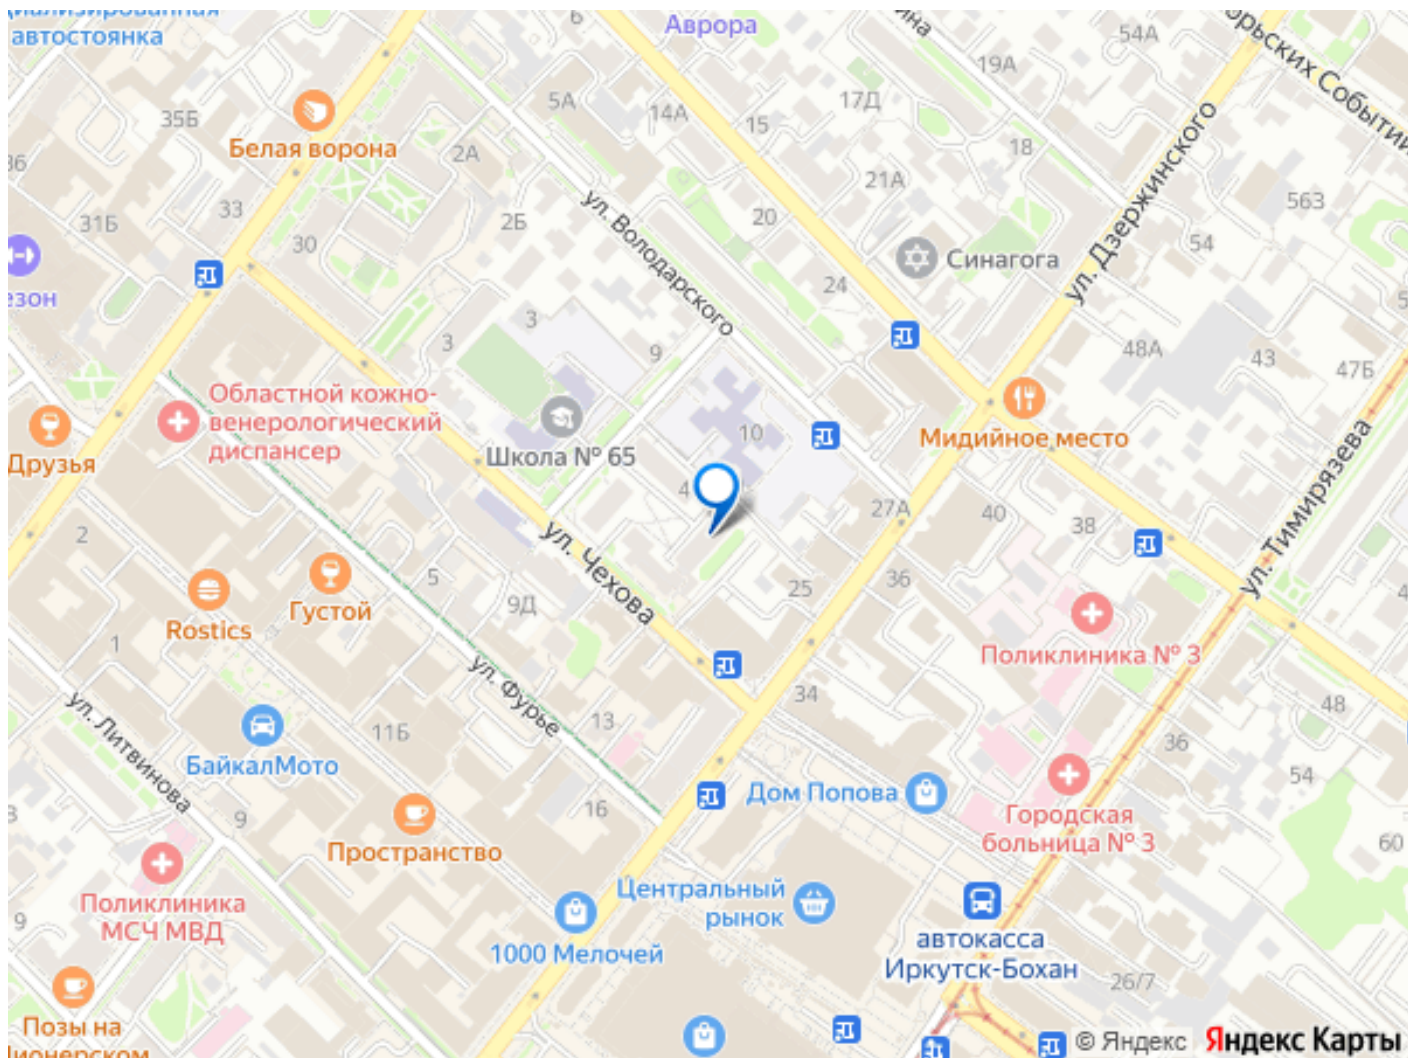 автостоянка
Аврора
54А
19А
17Д
5А
14А
15
18
35Б
Белая ворона
2А
21А
563
31Б
33
2Б
20
ул. Володарского
ул. Дзержинского
54
30
Синагога
24
3
3
9
48А
43
47Б
Областной кожно-
венерологический
диспансер
Друзья
Школа № 65
10
Мидийное место
4
27А
40
38
ул. Тимирязева
2
ул. Чехова
5
9Д
25
36
Густой
Rostics
1
Поликлиника № 3
ул. Фурье
34
48
ул. Литвинова
11Б
13
36
БайкалМото
54
Дом Попова
16
9
Городская
больница № 3
60
Пространство
Центральный
рынок
Поликлиника
МСЧ МВД
9
1000 Мелочей
автокасса
Иркутск-Бохан
26/7
Позы на
© Яндекс
Яндекс Карты